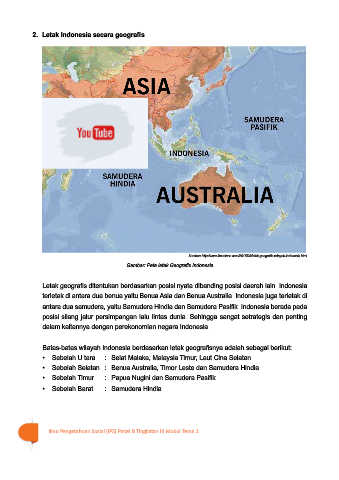 2. Letak Indonesia secara geografis
ASIA
SAMUDERA
PASIFIK
YouTube
INDONESIA
SAMUDERA
HINDIA
AUSTRALIA
Gambar: Peta letak Geografis Indonesia
Letak geografis ditentukan berdasarkan posisi nyata dibanding posisi daerah lain Indonesia
terletak di antara dua benua yaitu Benua Asia dan Benua Australia Indonesia juga terletak di
antara dua samudera, yaitu Samudera Hindia dan Samudera Pasifik Indonesia berada pada
posisi silang jalur persimpangan lalu lintas dunia Sehingga sangat setrategis dan penting
dalam kaitannya dengan perekonomian negara Indonesia
Batas-batas wilayah Indonesia berdasarkan letak geografisnya adalah sebagai berikut:
• Sebelah Utara : Selat Malaka, Malaysia Timur, Laut Cina Selatan
• Sebelah Selatan : Benua Australia, Timor Leste dan Samudera Hindia
• Sebelah Timur : Papua Nugini dan Samudera Pasifik
• Sebelah Barat : Samudera Hindia
Ilmu Pengetahuan Sosial (IPS) Paket B Tingkatan III Modul Tema 1